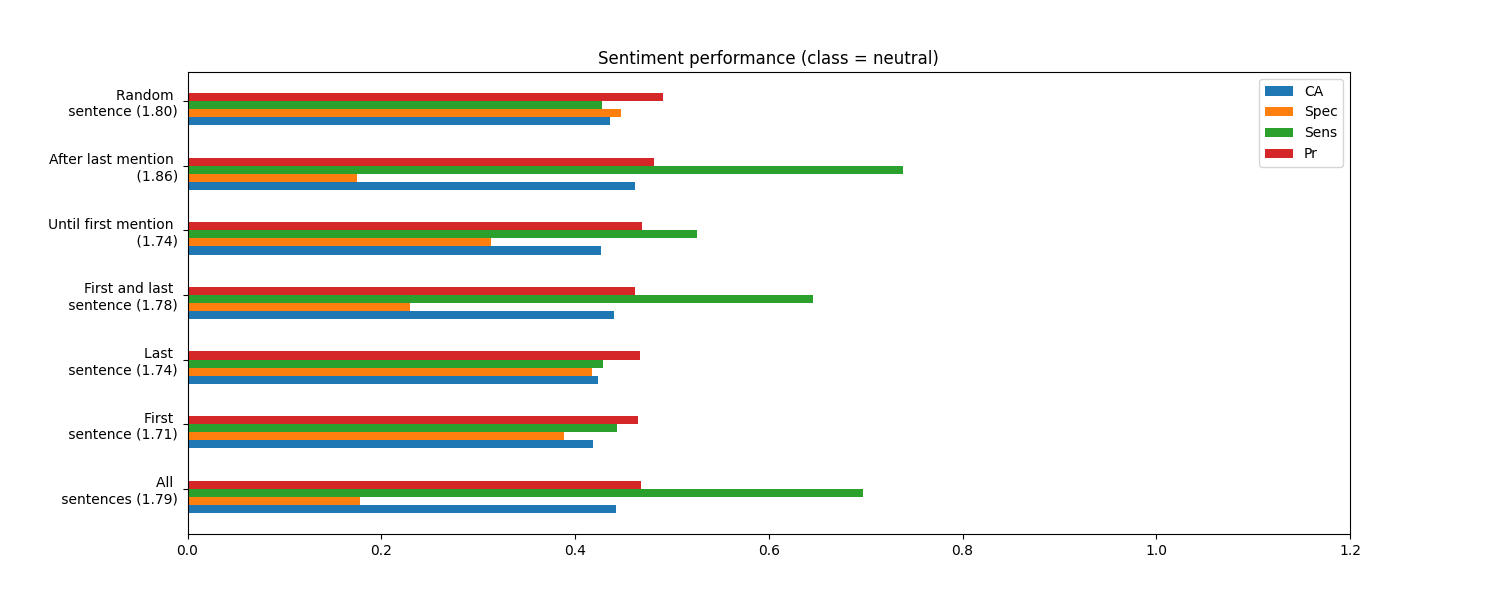 Sentiment performance (class = neutral)
Random
sentence (1.80)
After last mention
(1.86)
Until first mention
(1.74)
First and last
sentence (1.78)
Last
sentence (1.74)
First
sentence (1.71)
All
sentences (1.79)
0.0 0.2 0.4 0.6 0.8 1.0 1.2
CA
Spec
Sens
Pr